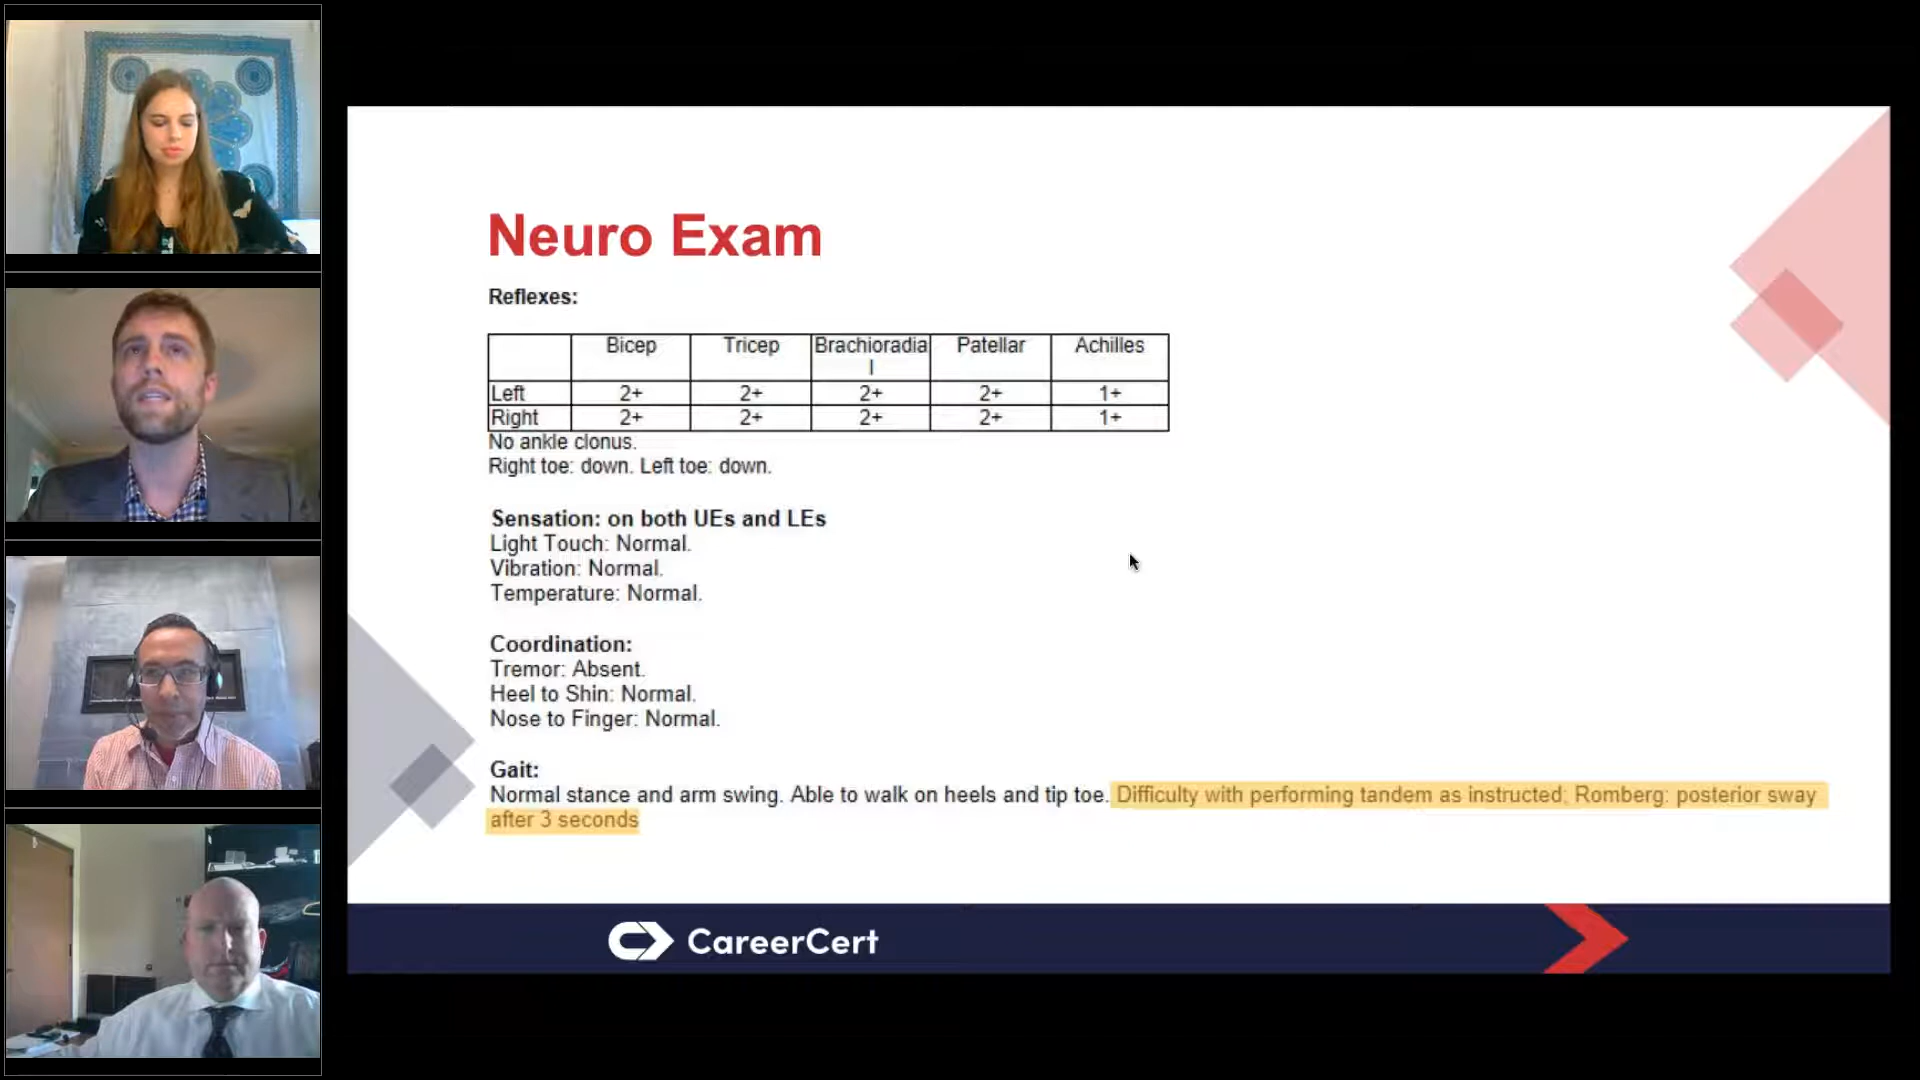 Neuro Exam
Reflexes:
Bicep Tricep Brachioradia Patellar Achilles
l
Left 2+ 2+ 2+ 2+ 1+
Right 2+ 2+ 2+ 2+ 1+
No ankle clonus.
Right toe: down. Left toe: down.
Sensation: on both UEs and LEs
Light Touch: Normal.
Vibration: Normal.
Temperature: Normal.
Coordination:
Tremor: Absent.
Heel to Shin: Normal.
Nose to Finger: Normal.
Gait:
Normal stance and arm swing. Able to walk on heels and tip toe. Difficulty with performing tandem as instructed; Romberg: posterior sway
after 3 seconds
CareerCert